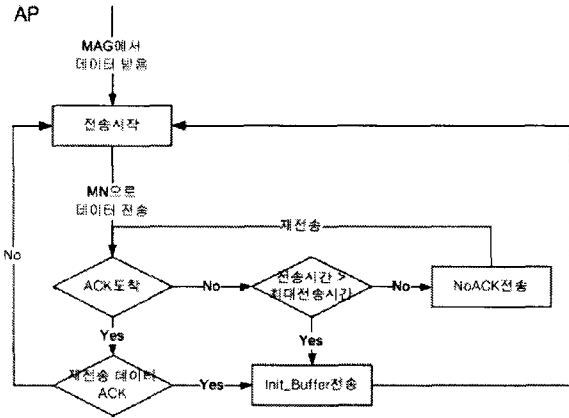 AP
MAG에서
데이터 받음
전송시작
MN으로
데이터 전송
재전송
No
ACK도착
No
전송시간 >
최대전송시간
No
NoACK전송
Yes
Yes
재전송 데이터
ACK
Yes
Init_Buffer전송